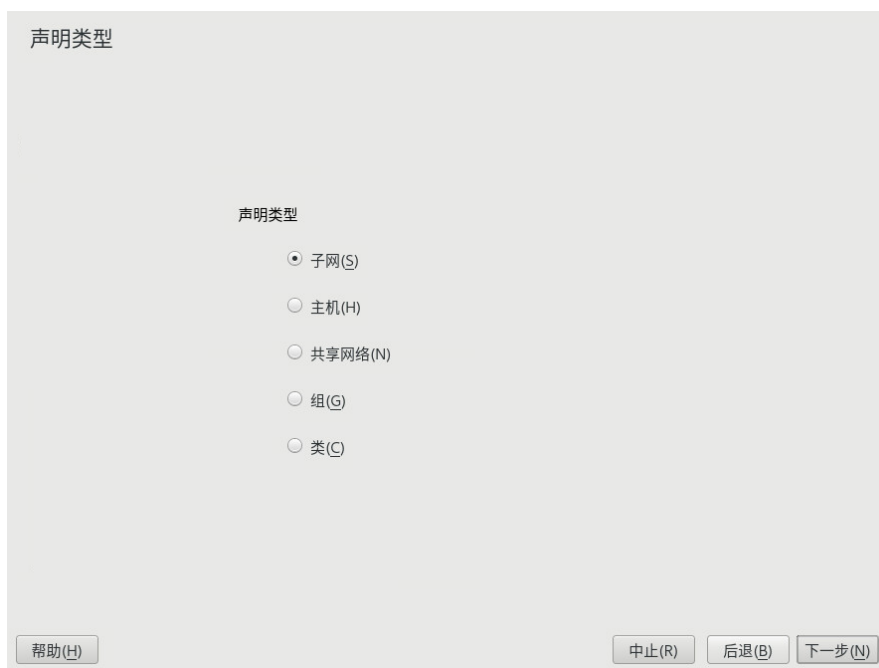 声明类型
声明类型
子网(S)
主机(H)
共享网络(N)
组(G)
类(C)
帮助(H)
中止(R)
后退(B)
下一步(N)